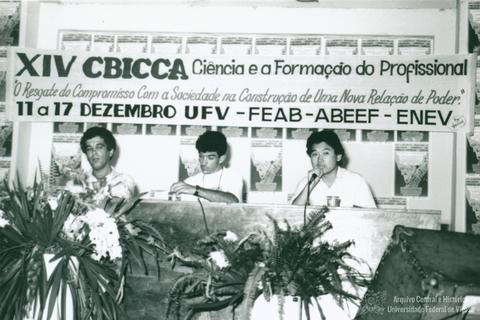 XIV CBICCA Ciência e a Formação do Profissional
"O Resgate do Compromisso Com a Sociedade na Construção de Uma Nova Relação de Poder."
11 a 17 DEZEMBRO UFV - FEAB - ABEEF - ENEV
Arquivo Central e Histórico
Universidade Federal de Viçosa